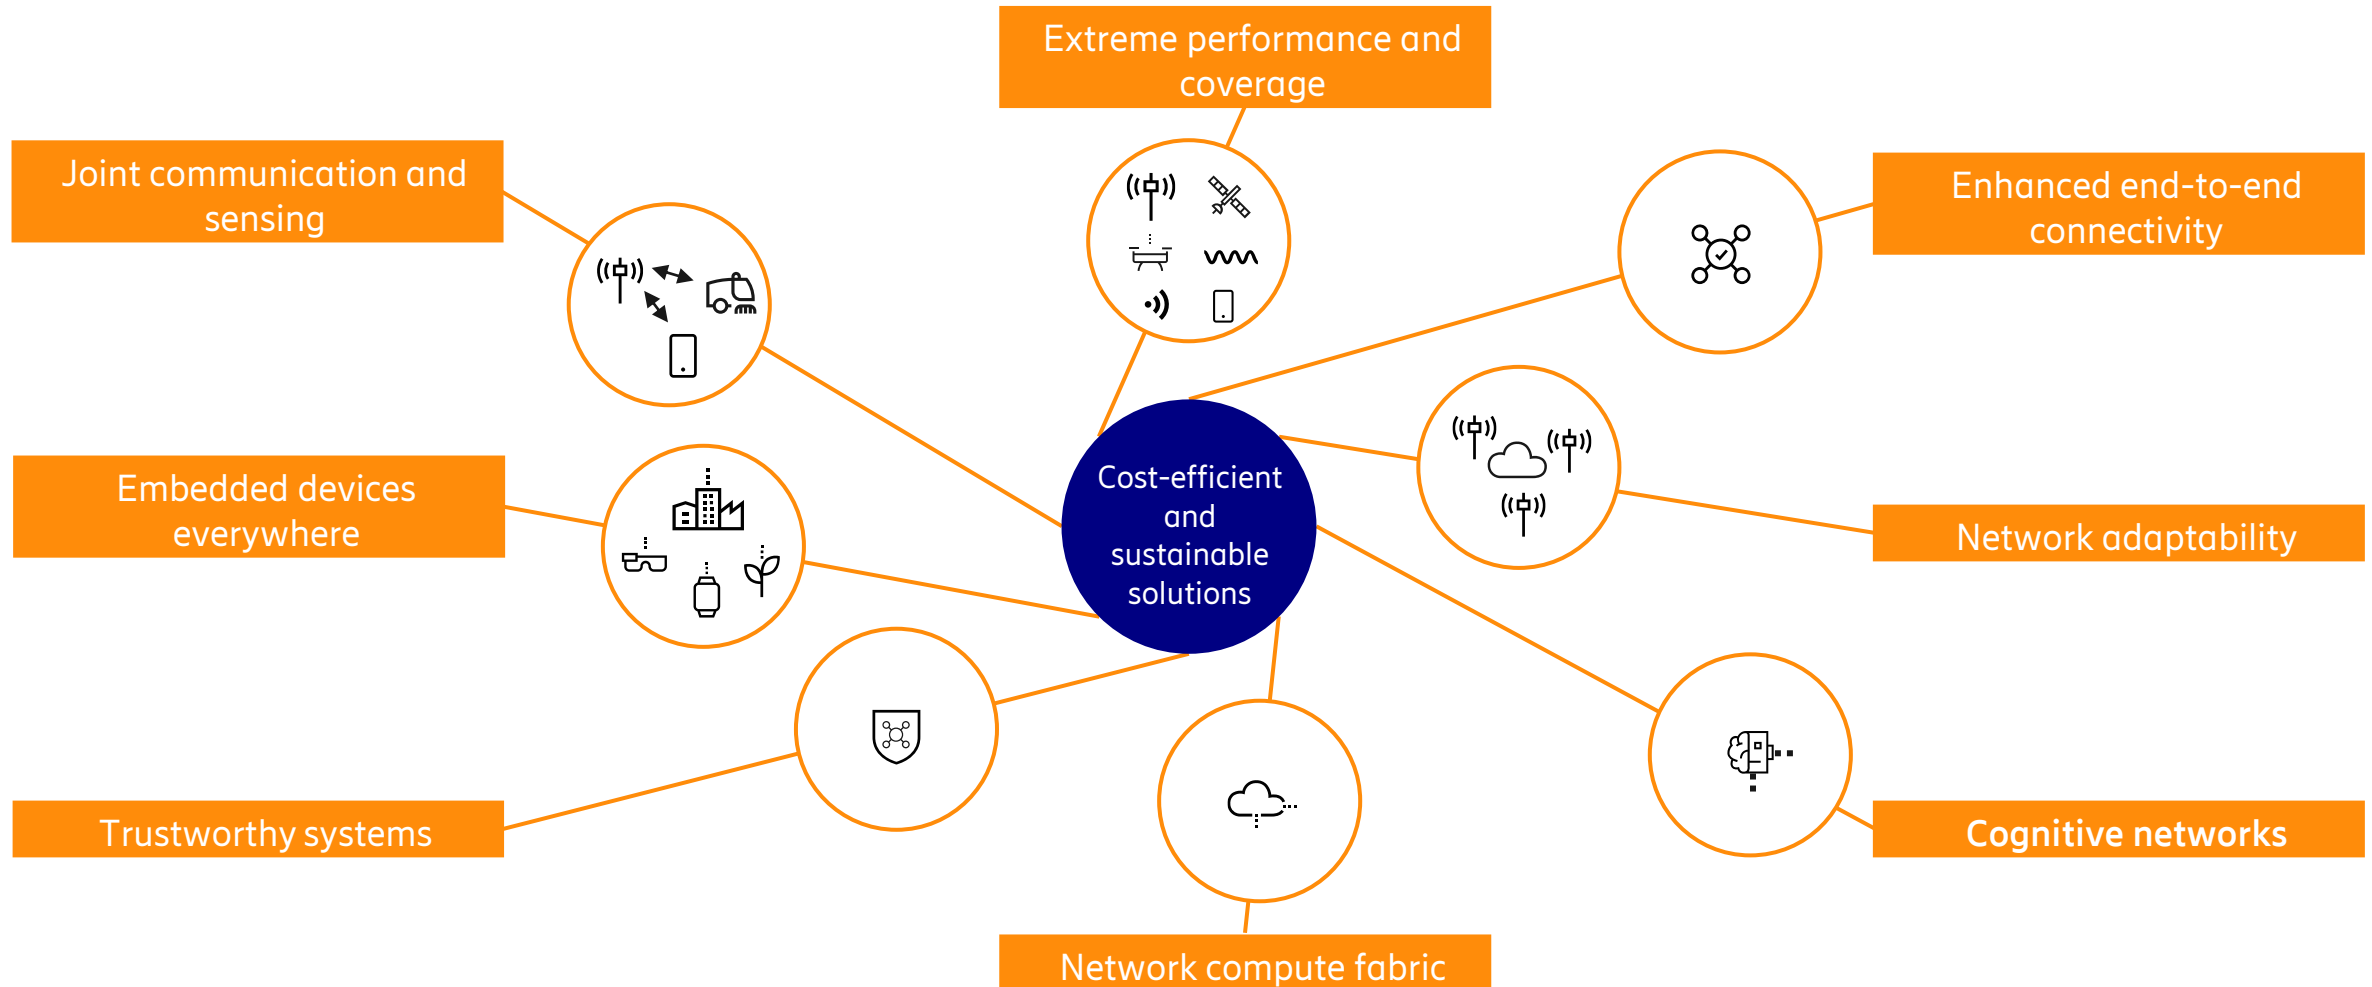 Extreme performance and
coverage
Joint communication and
sensing
Enhanced end-to-end
connectivity
Embedded devices
everywhere
Cost-efficient
and
sustainable
solutions
Network adaptability
Trustworthy systems
Cognitive networks
Network compute fabric